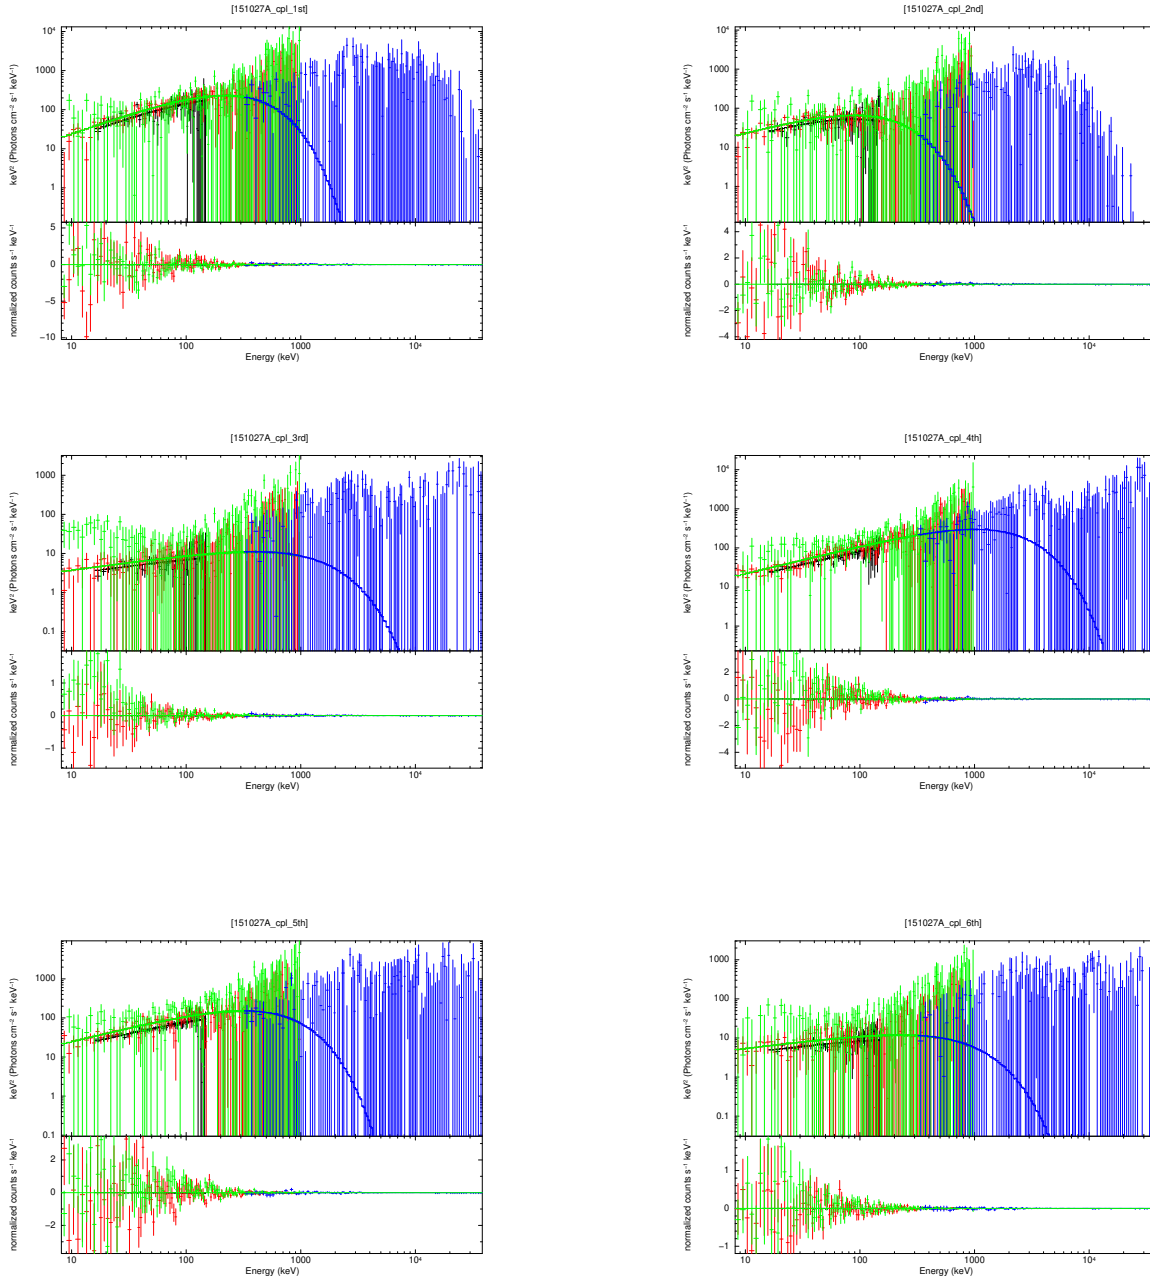 [151027A_cpl_1st]
keV² (Photons cm⁻² s⁻¹ keV⁻¹)
10⁴
1000
100
10
1
normalized counts s⁻¹ keV⁻¹
5
0
−5
−10
10 100 1000 10⁴
Energy (keV)
[151027A_cpl_2nd]
keV² (Photons cm⁻² s⁻¹ keV⁻¹)
10⁴
1000
100
10
1
normalized counts s⁻¹ keV⁻¹
4
2
0
−2
−4
10 100 1000 10⁴
Energy (keV)
[151027A_cpl_3rd]
keV² (Photons cm⁻² s⁻¹ keV⁻¹)
1000
100
10
1
0.1
normalized counts s⁻¹ keV⁻¹
1
0
−1
10 100 1000 10⁴
Energy (keV)
[151027A_cpl_4th]
keV² (Photons cm⁻² s⁻¹ keV⁻¹)
10⁴
1000
100
10
1
normalized counts s⁻¹ keV⁻¹
2
0
−2
−4
10 100 1000 10⁴
Energy (keV)
[151027A_cpl_5th]
keV² (Photons cm⁻² s⁻¹ keV⁻¹)
1000
100
10
1
0.1
normalized counts s⁻¹ keV⁻¹
2
0
−2
10 100 1000 10⁴
Energy (keV)
[151027A_cpl_6th]
keV² (Photons cm⁻² s⁻¹ keV⁻¹)
1000
100
10
1
0.1
normalized counts s⁻¹ keV⁻¹
1
0
−1
10 100 1000 10⁴
Energy (keV)